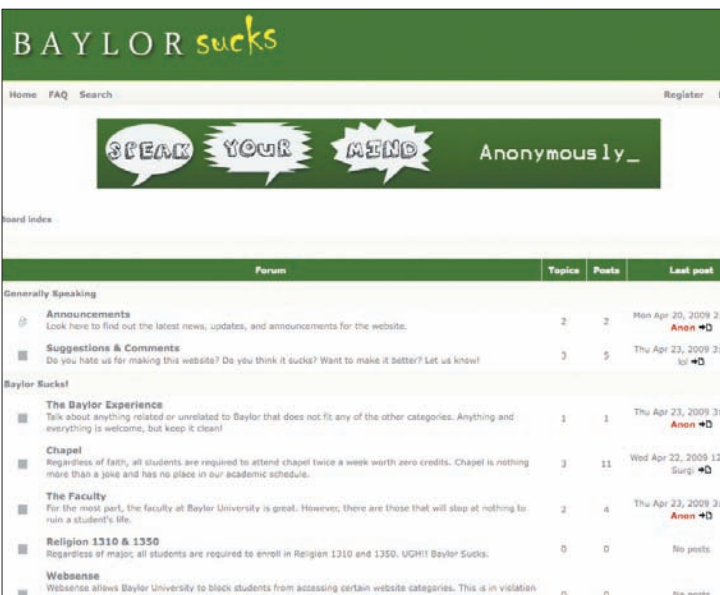 BAYLOR sucks
Home FAQ Search Register
SPEAK YOUR MIND Anonymously_
Board index
Forum Topics Posts Last post
Generally Speaking
Announcements
Look here to find out the latest news, updates, and announcements for the website.
2 2 Mon Apr 20, 2009 2:
Anon
Suggestions & Comments
Do you hate us for making this website? Do you think it sucks? Want to make it better? Let us know!
3 5 Thu Apr 23, 2009 3:
lol
Baylor Sucks!
The Baylor Experience
Talk about anything related or unrelated to Baylor that does not fit any of the other categories. Anything and
everything is welcome, but keep it clean!
1 1 Thu Apr 23, 2009 3:
Anon
Chapel
Regardless of faith, all students are required to attend chapel twice a week worth zero credits. Chapel is nothing
more than a joke and has no place in our academic schedule.
3 11 Wed Apr 22, 2009 12
Surgi
The Faculty
For the most part, the faculty at Baylor University is great. However, there are those that will stop at nothing to
ruin a student's life.
2 4 Thu Apr 23, 2009 3:
Anon
Religion 1310 & 1350
Regardless of major, all students are required to enroll in Religion 1310 and 1350. UGH!! Baylor Sucks.
0 0 No posts
Websense
Websense allows Baylor University to block students from accessing certain website categories. This is in violation
0 0 No posts